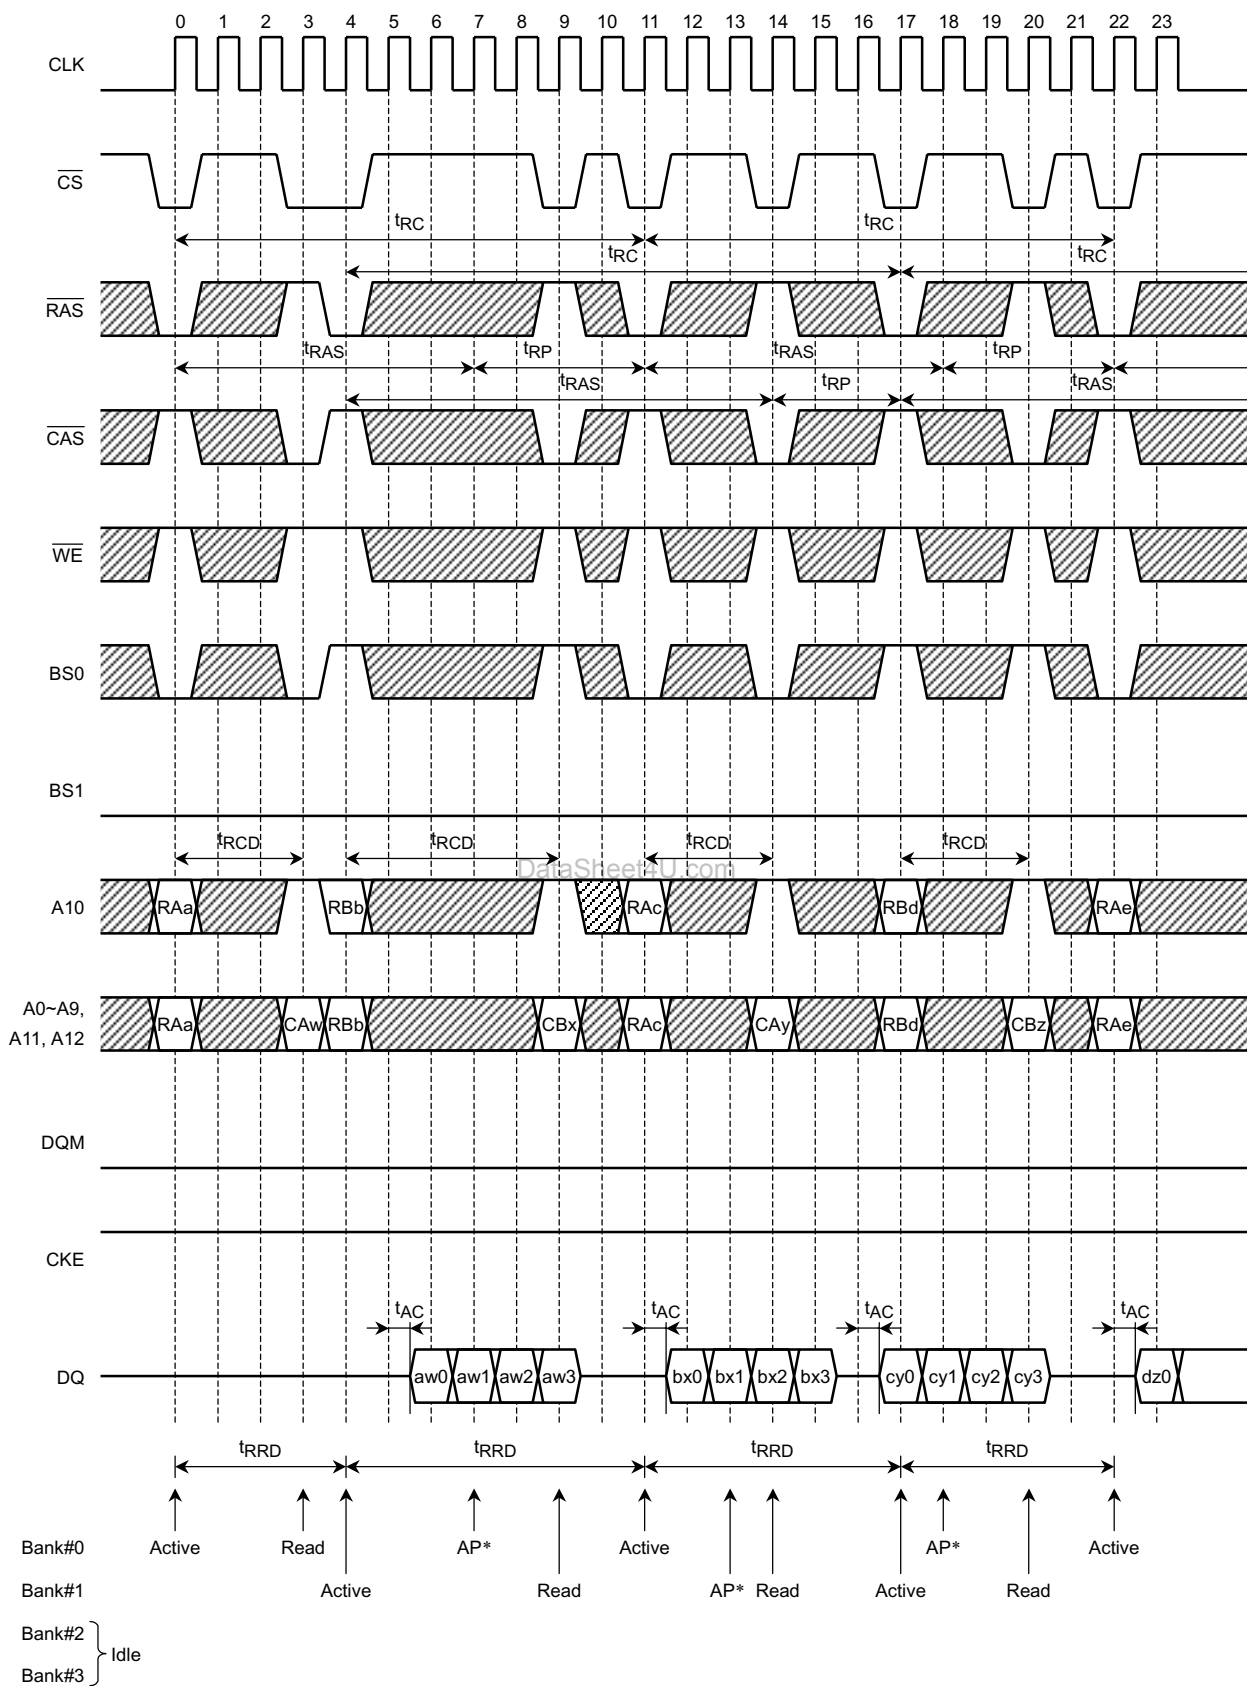 0 1 2 3 4 5 6 7 8 9 10 11 12 13 14 15 16 17 18 19 20 21 22 23
CLK
CS
tRC tRC
tRC tRC
RAS
tRAS tRP tRAS tRP
tRAS tRP tRAS
CAS
WE
BS0
BS1
tRCD tRCD tRCD tRCD
DataSheet4U.com
A10 RAa RBb RAc RBd RAe
A0~A9,
A11, A12
RAa CAw RBb CBx RAc CAy RBd CBz RAe
DQM
CKE
tAC tAC tAC tAC
DQ aw0 aw1 aw2 aw3 bx0 bx1 bx2 bx3 cy0 cy1 cy2 cy3 dz0
tRRD tRRD tRRD tRRD
Bank#0 Active Read AP* Active AP* Active
Bank#1 Active Read AP* Read Active Read
Bank#2
Idle
Bank#3